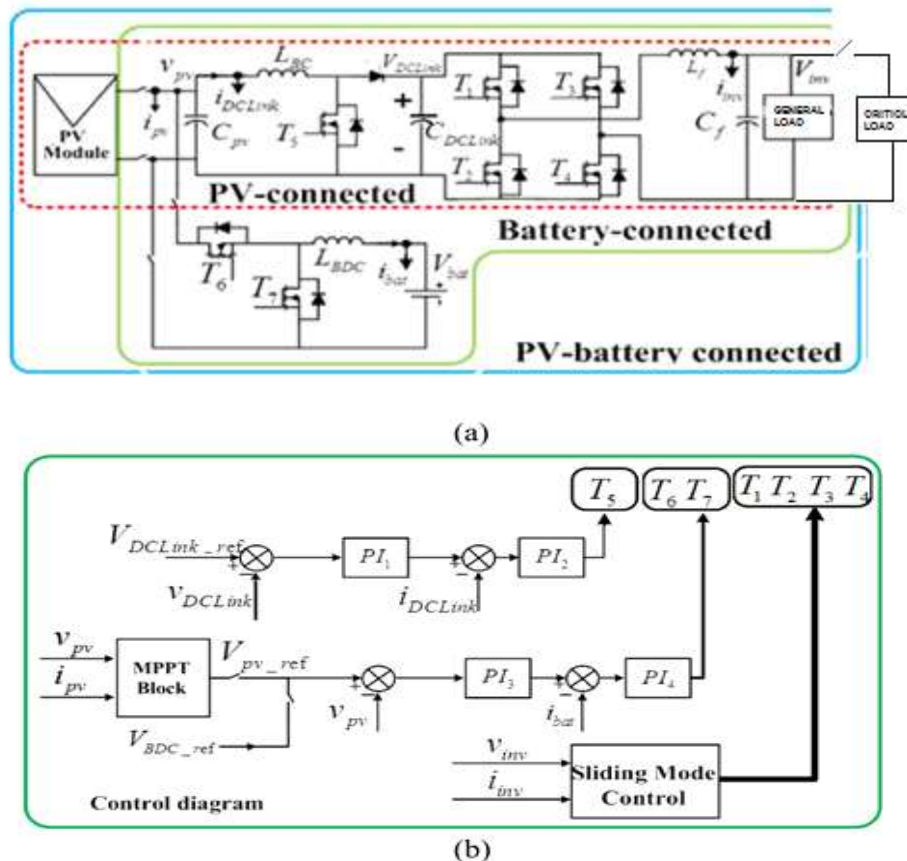 v_pv
L_BC
V_DCLink
i_DCLink
T_1
T_3
L_f
i_inv
V_inv
PV
Module
i_pv
C_pv
T_5
+
C_DCLink
-
C_f
GENERAL
LOAD
ORITIGL
LOAD
T_2
T_4
PV-connected
Battery-connected
T_6
L_BDC
i_bat
V_bat
+
T_7
PV-battery connected
(a)
T_5
T_6 T_7
T_1 T_2 T_3 T_4
V_DCLink_ref
+
-
PI_1
+
-
PI_2
v_DCLink
i_DCLink
v_pv
i_pv
MPPT
Block
V_pv_ref
+
-
PI_3
+
-
PI_4
v_pv
i_bat
V_BDC_ref
v_inv
i_inv
Sliding Mode
Control
Control diagram
(b)